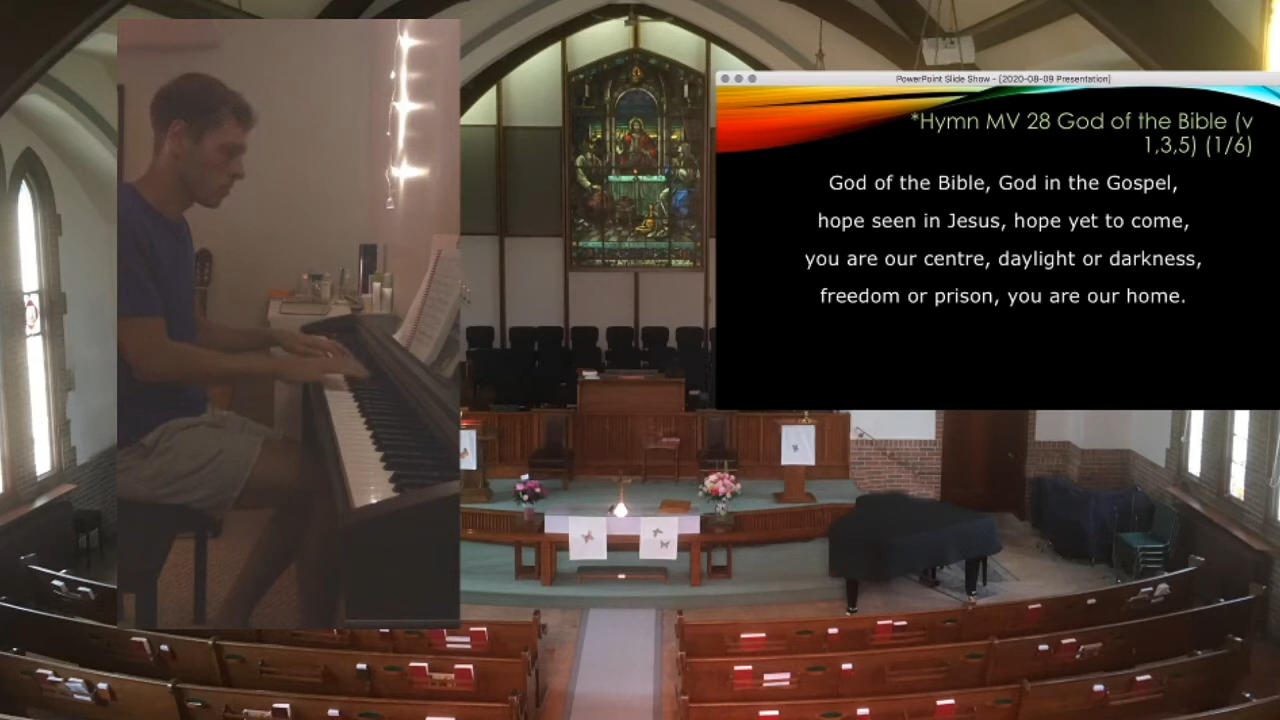 PowerPoint Slide Show - [2020-08-09 Presentation]
*Hymn MV 28 God of the Bible (v
1,3,5) (1/6)
God of the Bible, God in the Gospel,
hope seen in Jesus, hope yet to come,
you are our centre, daylight or darkness,
freedom or prison, you are our home.